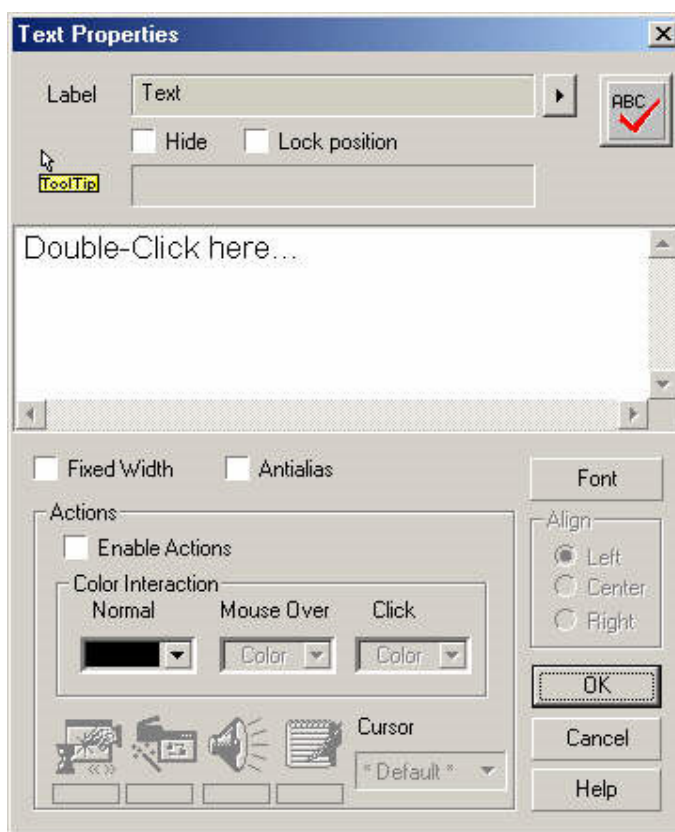 Text Properties
Label Text ABC
Hide Lock position
ToolTip
Double-Click here...
Fixed Width Antialias Font
Actions Align
Enable Actions Left
Color Interaction Center
Normal Mouse Over Click Right
Color Color
OK
Cursor Cancel
* Default *
Help